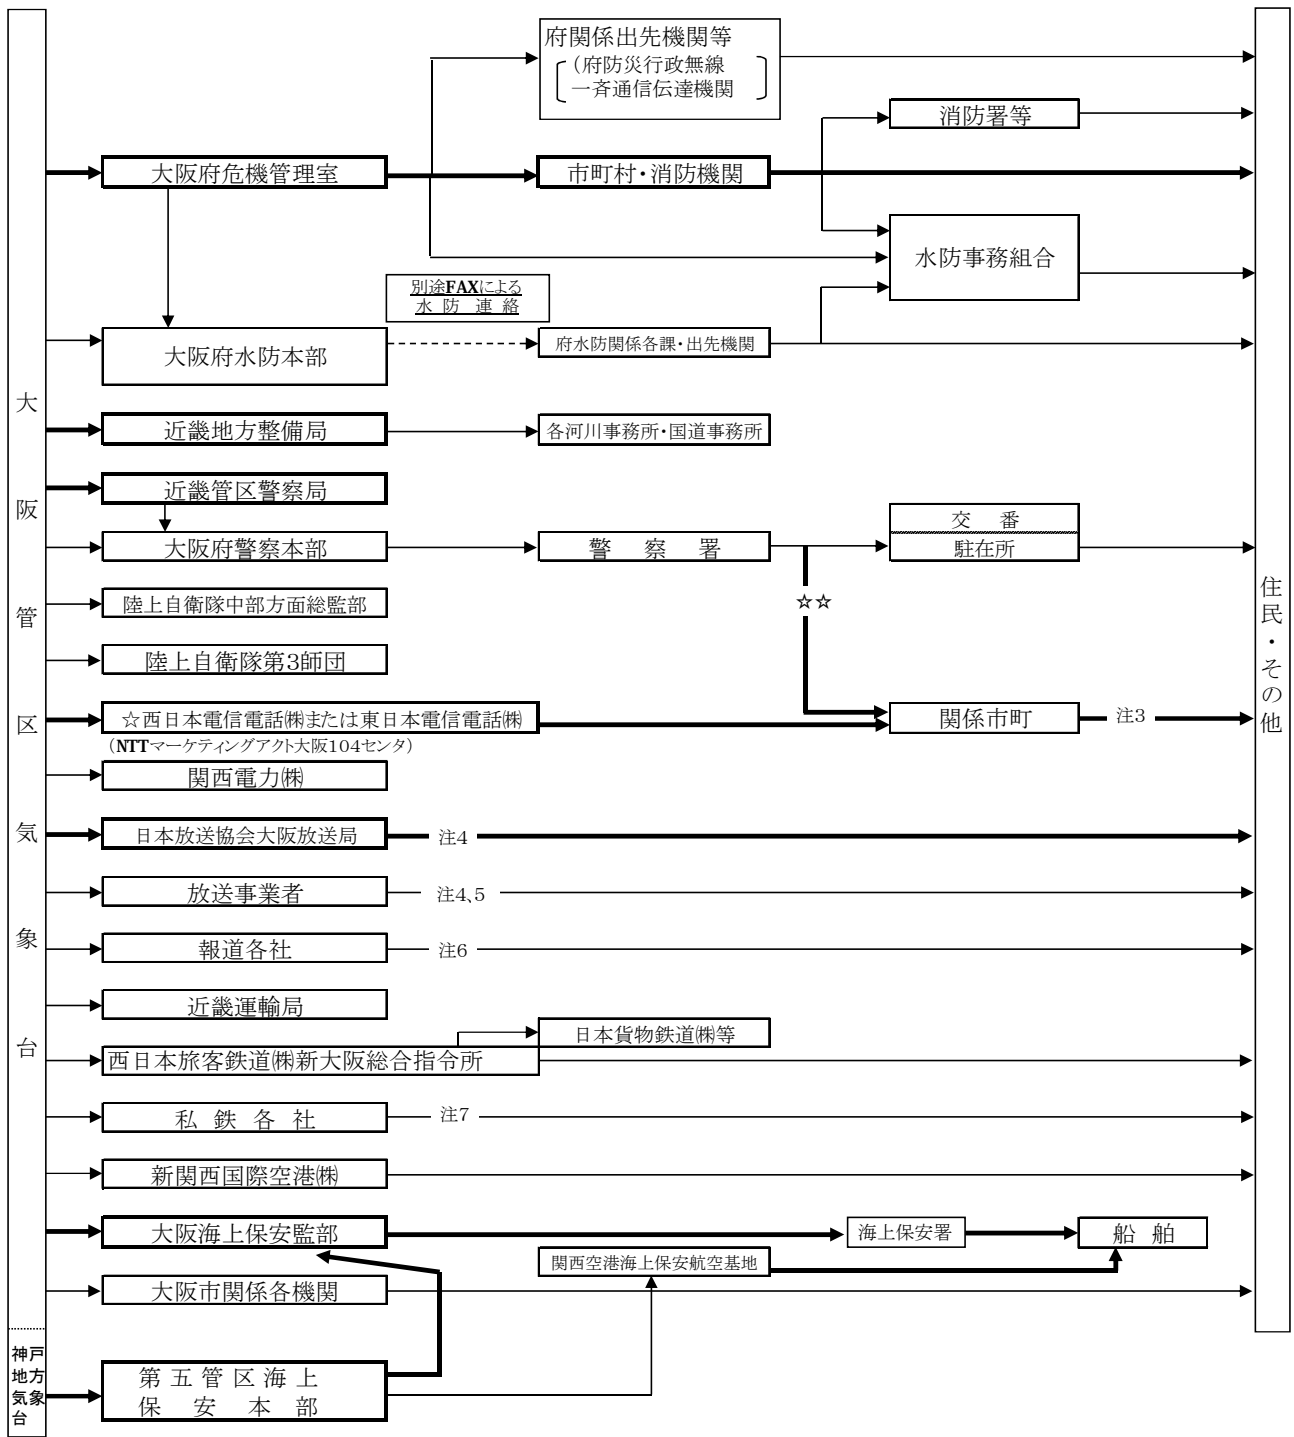 府関係出先機関等
（府防災行政無線
一斉通信伝達機関
消防署等
大阪府危機管理室
市町村・消防機関
水防事務組合
別途FAXによる
水 防 連 絡
大阪府水防本部
府水防関係各課・出先機関
近畿地方整備局
各河川事務所・国道事務所
近畿管区警察局
交 番
大阪府警察本部
警 察 署
駐在所
陸上自衛隊中部方面総監部
☆☆
陸上自衛隊第3師団
☆西日本電信電話㈱または東日本電信電話㈱
関係市町
注3
（NTTマーケティングアクト大阪104センタ）
関西電力㈱
日本放送協会大阪放送局
注4
放送事業者
注4、5
報道各社
注6
近畿運輸局
日本貨物鉄道㈱等
西日本旅客鉄道㈱新大阪総合指令所
私 鉄 各 社
注7
新関西国際空港㈱
大阪海上保安監部
海上保安署
船 舶
関西空港海上保安航空基地
大阪市関係各機関
第 五 管 区 海 上
保 安 本 部
大阪管区気象台
神戸
地方
気象
台
住民・その他